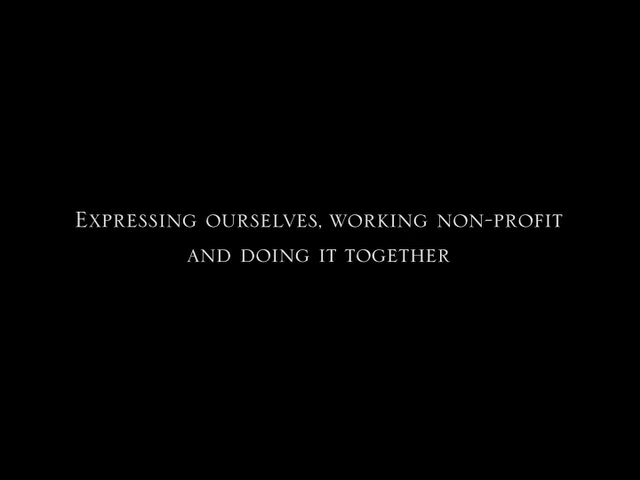 Expressing ourselves, working non-profit
and doing it together